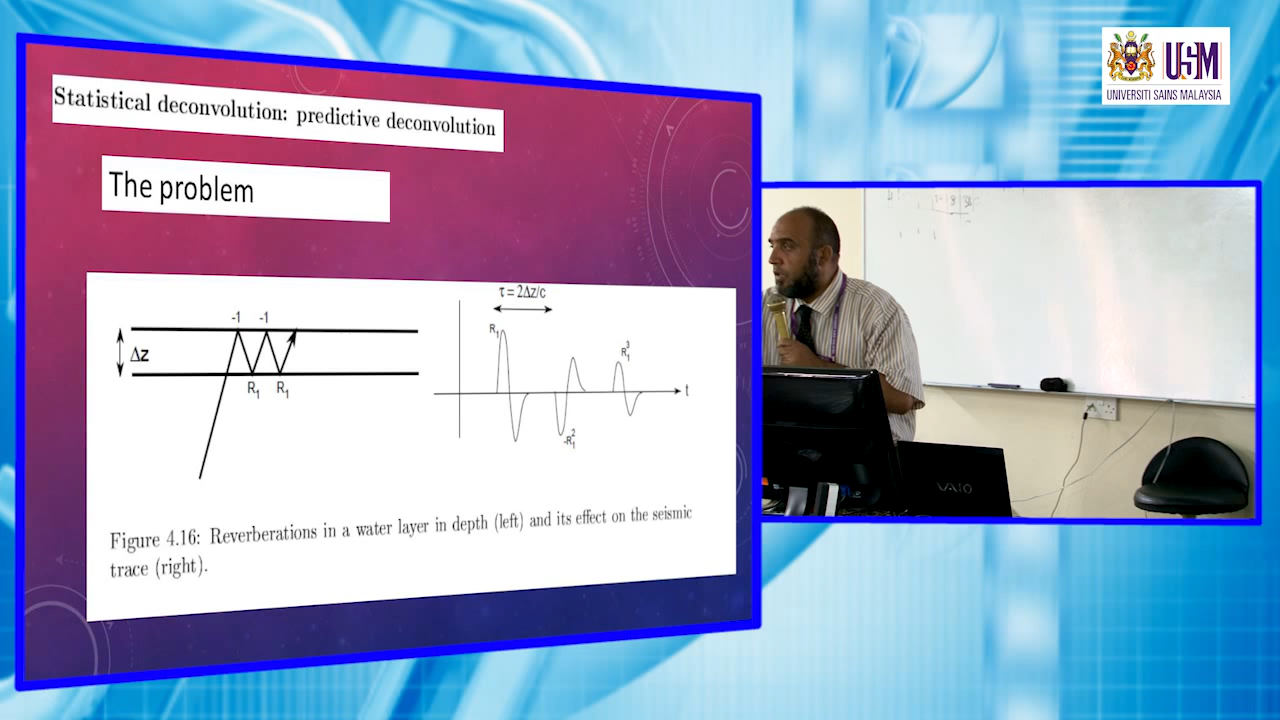 Statistical deconvolution: predictive deconvolution
The problem
-1 -1
Δz
R1 R1
τ = 2Δz/c
R1
R1^3
t
-R1^2
Figure 4.16: Reverberations in a water layer in depth (left) and its effect on the seismic
trace (right).
USM
UNIVERSITI SAINS MALAYSIA
VAIO